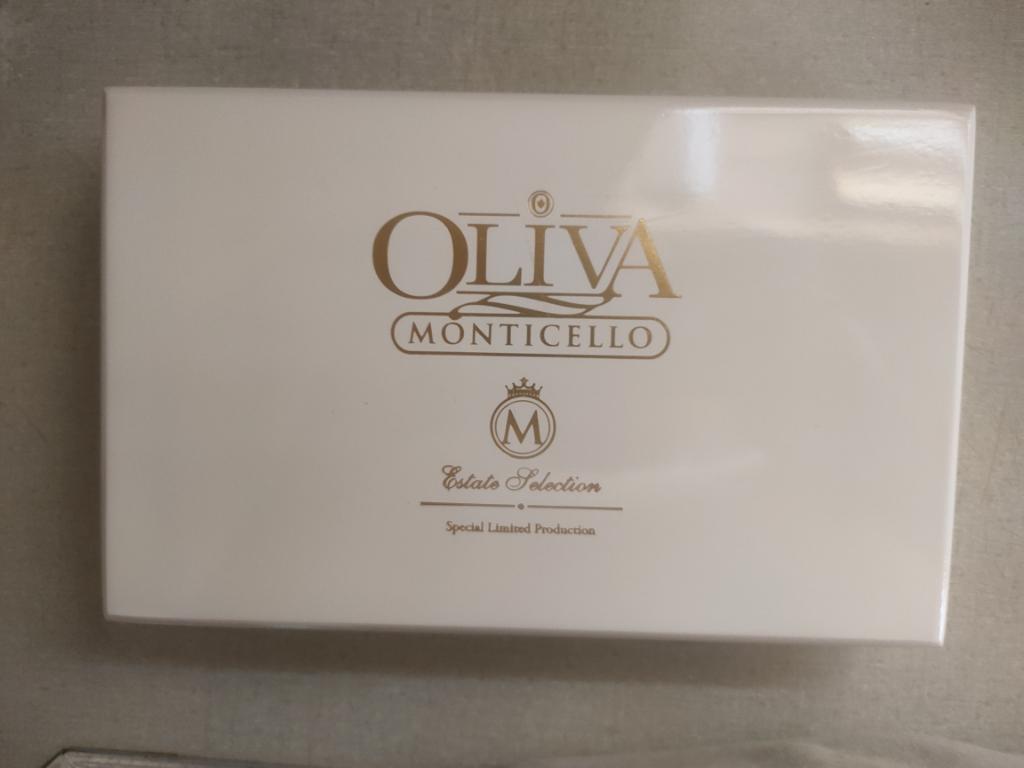 OLIVA
MONTICELLO
M
Estate Selection
Special Limited Production